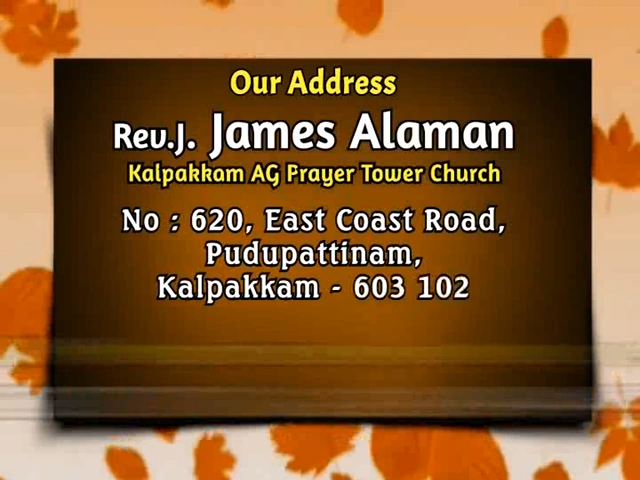 Our Address
Rev.J. James Alaman
Kalpakkam AG Prayer Tower Church
No : 620, East Coast Road,
Pudupattinam,
Kalpakkam - 603 102